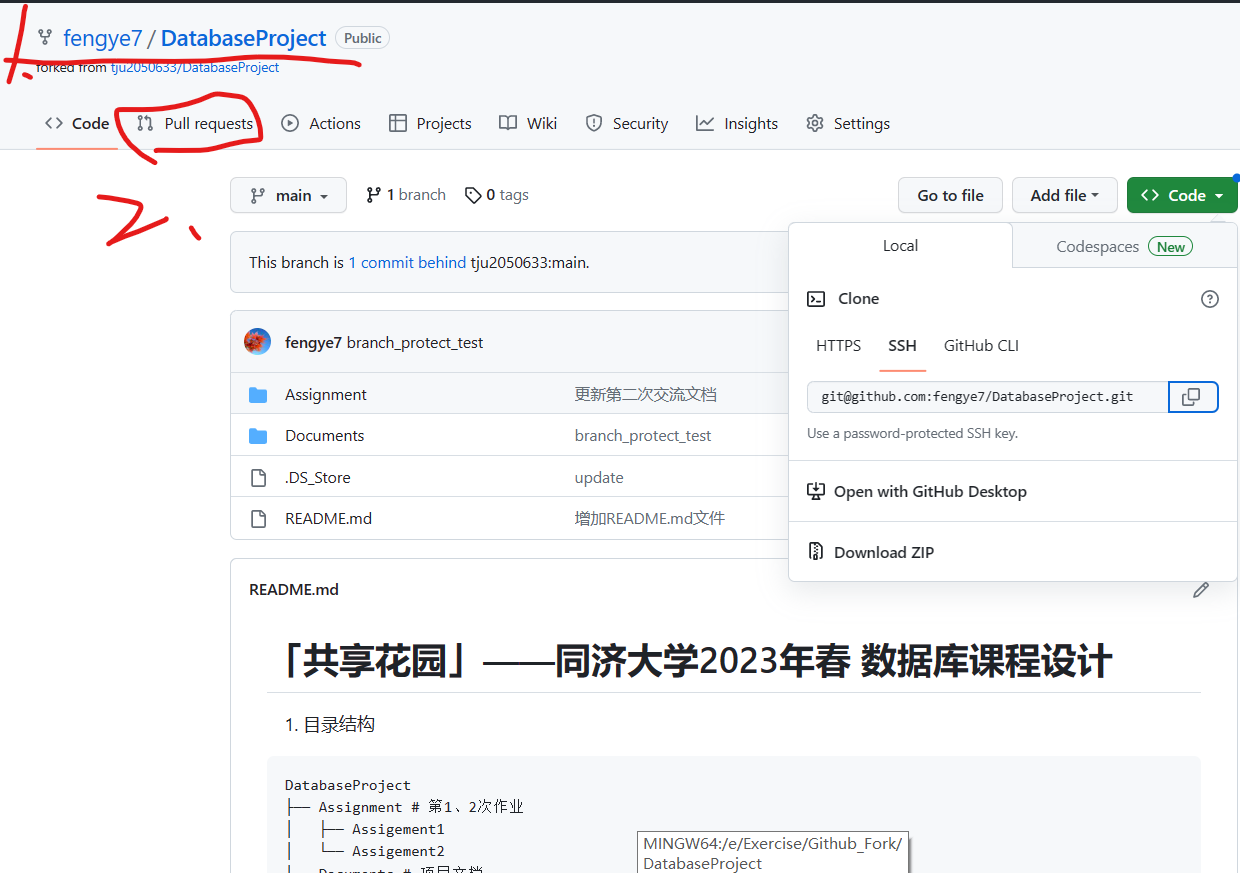 1.
fengye7 / DatabaseProject Public
forked from tju2050633/DatabaseProject
Code Pull requests Actions Projects Wiki Security Insights Settings
2、
main 1 branch 0 tags Go to file Add file Code
This branch is 1 commit behind tju2050633:main.
Local Codespaces New
Clone
HTTPS SSH GitHub CLI
git@github.com:fengye7/DatabaseProject.git
Use a password-protected SSH key.
Open with GitHub Desktop
Download ZIP
fengye7 branch_protect_test
Assignment 更新第二次交流文档
Documents branch_protect_test
.DS_Store update
README.md 增加README.md文件
README.md
「共享花园」——同济大学2023年春 数据库课程设计
1. 目录结构
DatabaseProject
├── Assignment # 第1、2次作业
│   ├── Assigement1
│   └── Assigement2
├── Documents # 项目文档
MINGW64:/e/Exercise/Github_Fork/
DatabaseProject